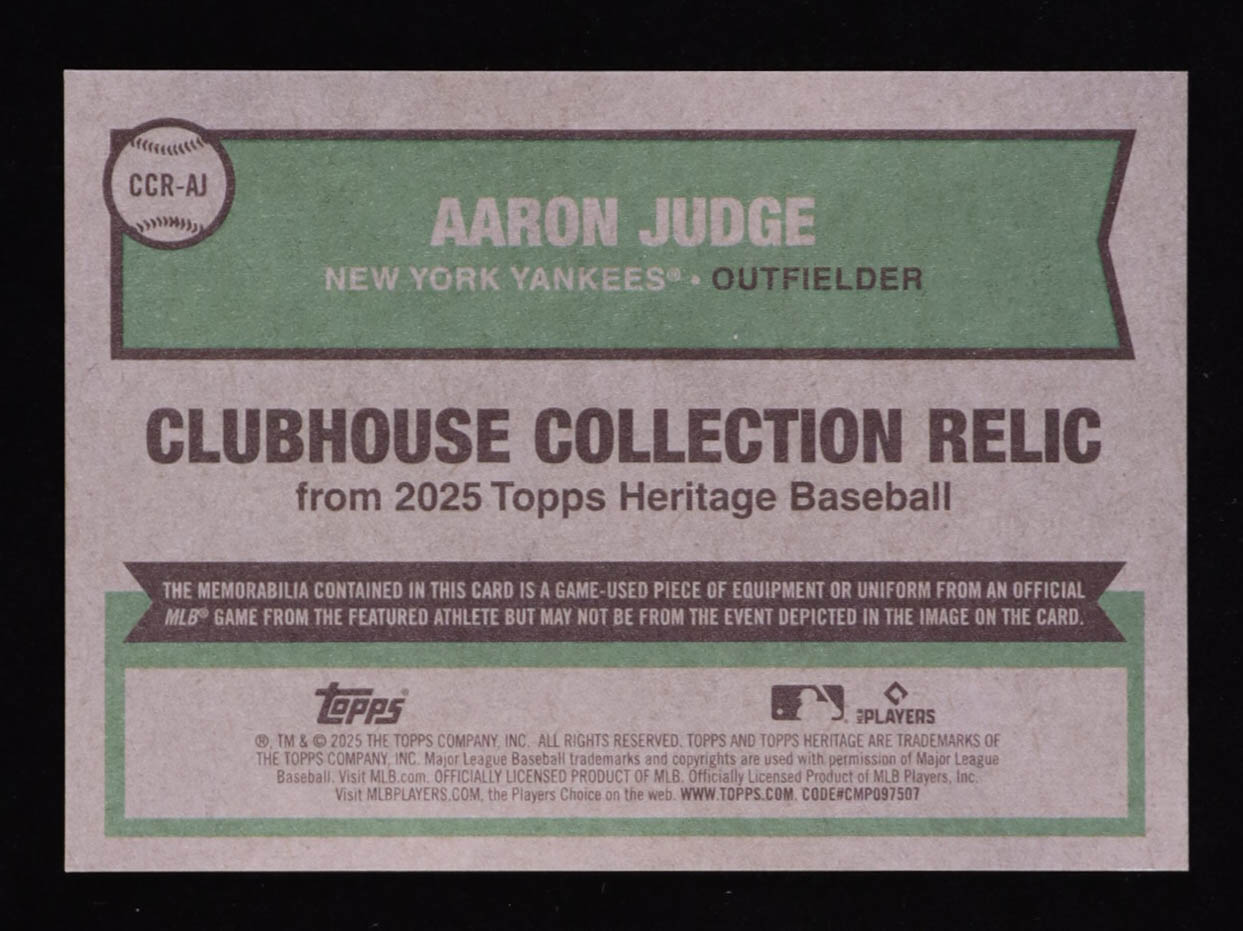 CCR-AJ
AARON JUDGE
NEW YORK YANKEES® • OUTFIELDER
CLUBHOUSE COLLECTION RELIC
from 2025 Topps Heritage Baseball
THE MEMORABILIA CONTAINED IN THIS CARD IS A GAME-USED PIECE OF EQUIPMENT OR UNIFORM FROM AN OFFICIAL
MLB® GAME FROM THE FEATURED ATHLETE BUT MAY NOT BE FROM THE EVENT DEPICTED IN THE IMAGE ON THE CARD.
Topps®
MLB PLAYERS
®, TM & © 2025 THE TOPPS COMPANY, INC. ALL RIGHTS RESERVED. TOPPS AND TOPPS HERITAGE ARE TRADEMARKS OF
THE TOPPS COMPANY, INC. Major League Baseball trademarks and copyrights are used with permission of Major League
Baseball. Visit MLB.com. OFFICIALLY LICENSED PRODUCT OF MLB. Officially Licensed Product of MLB Players, Inc.
Visit MLBPLAYERS.COM, the Players Choice on the web. WWW.TOPPS.COM. CODE#CMP097507